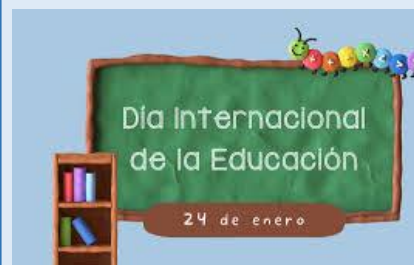 Día Internacional
de la Educación
24 de enero